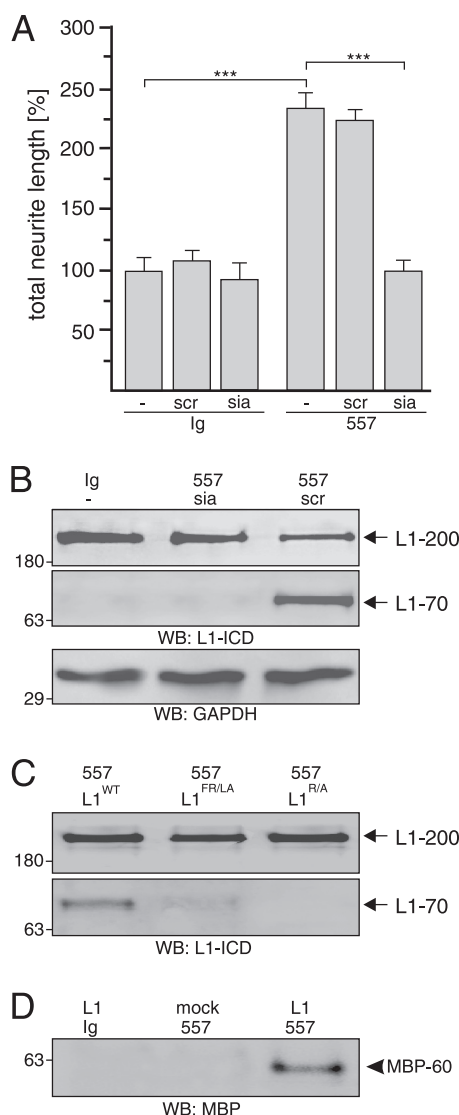 A
300
250
200
150
100
50
total neurite length [%]
***
***
- scr sia - scr sia
Ig 557
B
Ig 557 557
- sia scr
L1-200
180
L1-70
63
WB: L1-ICD
29
WB: GAPDH
C
557 557 557
L1WT L1FR/LA L1R/A
L1-200
180
L1-70
63
WB: L1-ICD
D
L1 mock L1
Ig 557 557
63
MBP-60
WB: MBP